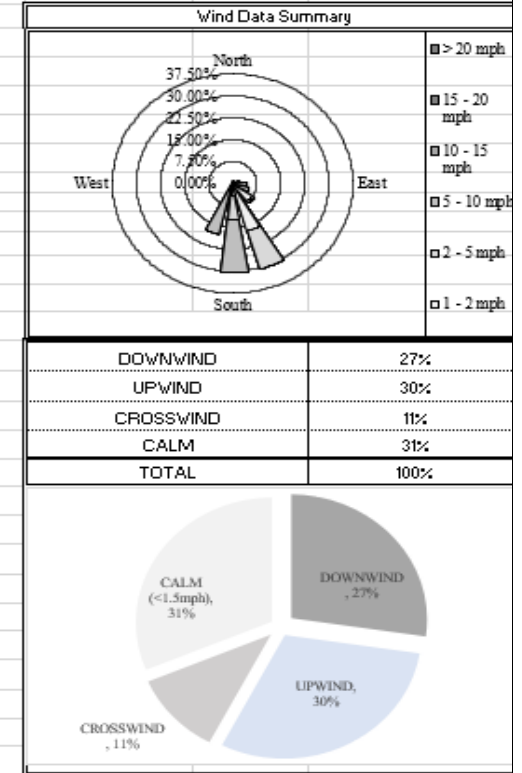 Wind Data Summary
North
37.50%
30.00%
22.50%
15.00%
7.50%
West
0.00%
East
South
> 20 mph
15 - 20
mph
10 - 15
mph
5 - 10 mph
2 - 5 mph
1 - 2 mph
DOWNWIND 27%
UPWIND 30%
CROSSWIND 11%
CALM 31%
TOTAL 100%
CALM
(<1.5mph),
31%
DOWNWIND
, 27%
UPWIND,
30%
CROSSWIND
, 11%